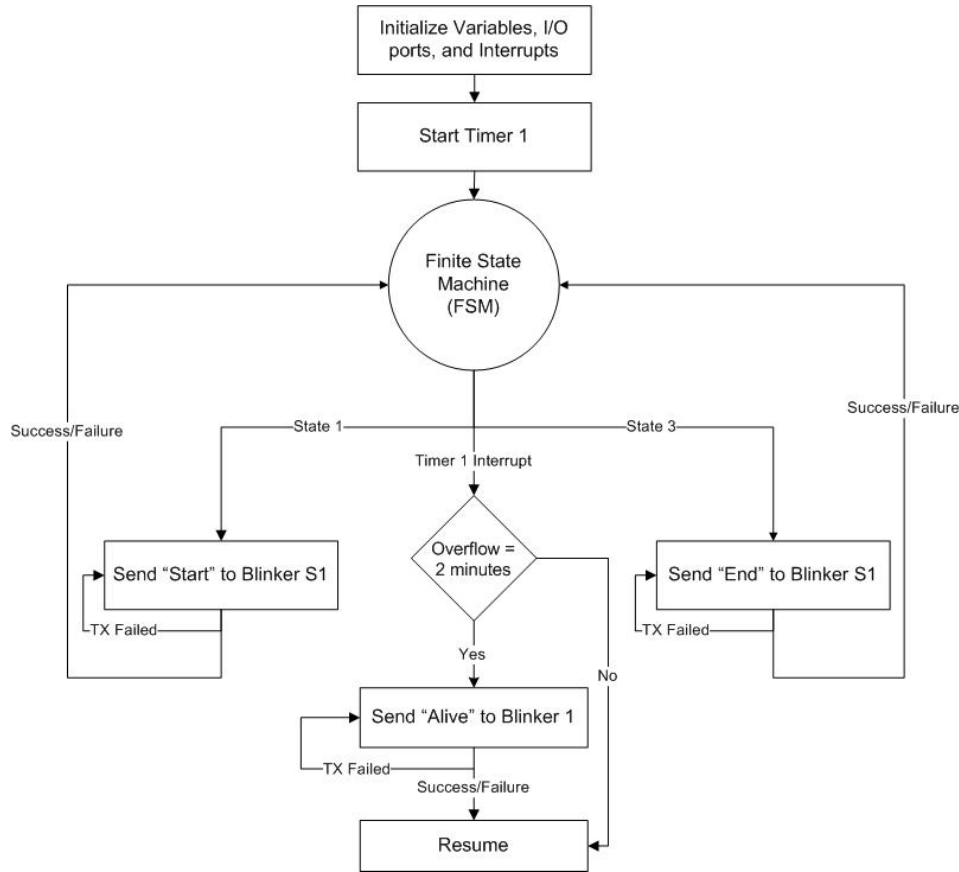 Initialize Variables, I/O
ports, and Interrupts
Start Timer 1
Finite State
Machine
(FSM)
Success/Failure
Success/Failure
State 1
State 3
Timer 1 Interrupt
Overflow =
2 minutes
Send “Start” to Blinker S1
Send “End” to Blinker S1
TX Failed
TX Failed
Yes
No
Send “Alive” to Blinker 1
TX Failed
Success/Failure
Resume